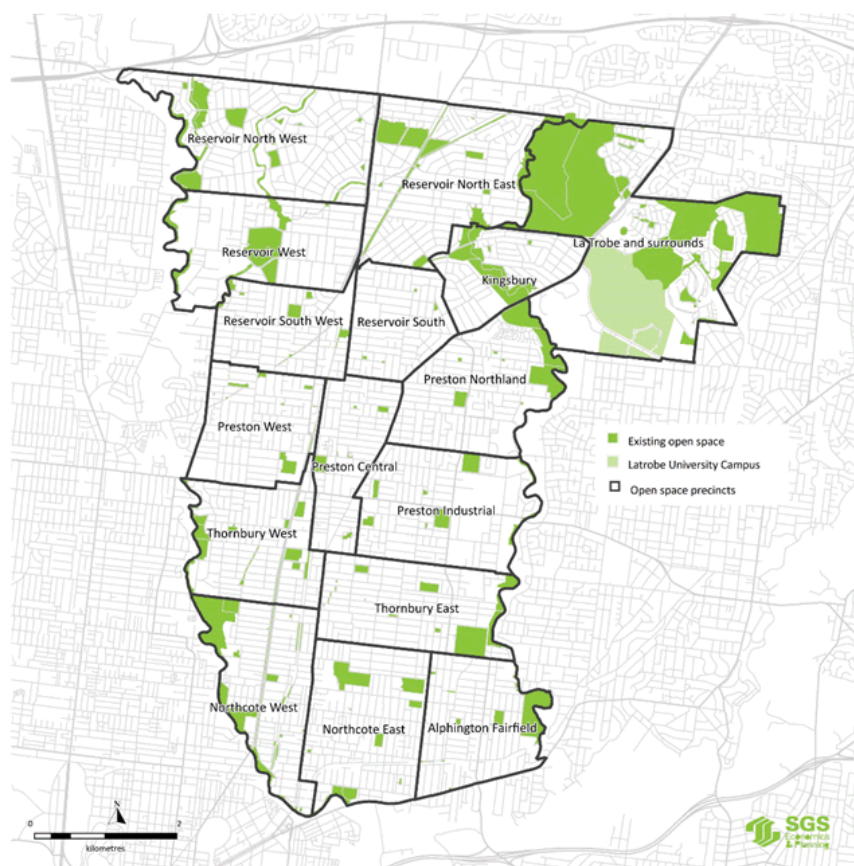 Reservoir North West
Reservoir North East
La Trobe and surrounds
Reservoir West
Kingsbury
Reservoir South West
Reservoir South
Preston Northland
Preston West
Preston Central
Preston Industrial
Thornbury West
Thornbury East
Northcote West
Northcote East
Alphington Fairfield
Existing open space
Latrobe University Campus
Open space precincts
N
0
2
kilometres
SGS
Economics
& Planning